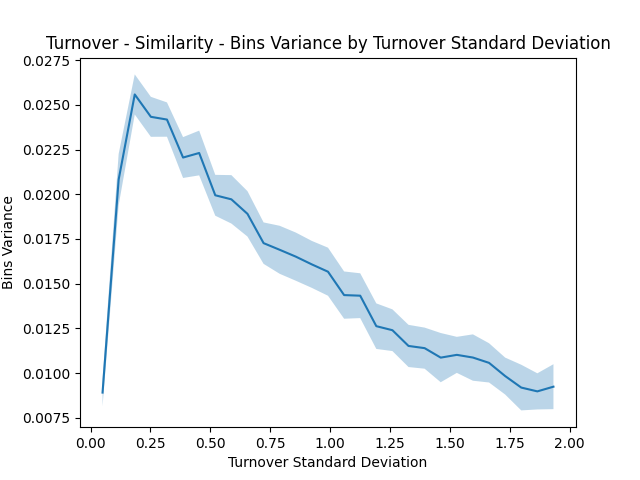 Turnover - Similarity - Bins Variance by Turnover Standard Deviation
0.0275
0.0250
0.0225
0.0200
0.0175
0.0150
0.0125
0.0100
0.0075
Bins Variance
0.00 0.25 0.50 0.75 1.00 1.25 1.50 1.75 2.00
Turnover Standard Deviation